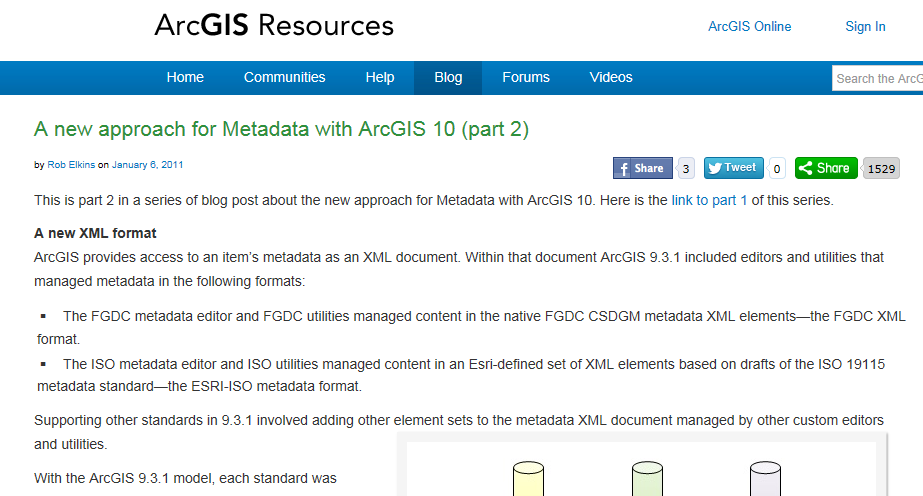 ArcGIS Resources
ArcGIS Online Sign In
Home Communities Help Blog Forums Videos Search the ArcG
A new approach for Metadata with ArcGIS 10 (part 2)
by Rob Elkins on January 6, 2011
Share 3 Tweet 0 Share 1529
This is part 2 in a series of blog post about the new approach for Metadata with ArcGIS 10. Here is the link to part 1 of this series.
A new XML format
ArcGIS provides access to an item's metadata as an XML document. Within that document ArcGIS 9.3.1 included editors and utilities that
managed metadata in the following formats:
▪ The FGDC metadata editor and FGDC utilities managed content in the native FGDC CSDGM metadata XML elements—the FGDC XML
format.
▪ The ISO metadata editor and ISO utilities managed content in an Esri-defined set of XML elements based on drafts of the ISO 19115
metadata standard—the ESRI-ISO metadata format.
Supporting other standards in 9.3.1 involved adding other element sets to the metadata XML document managed by other custom editors
and utilities.
With the ArcGIS 9.3.1 model, each standard was